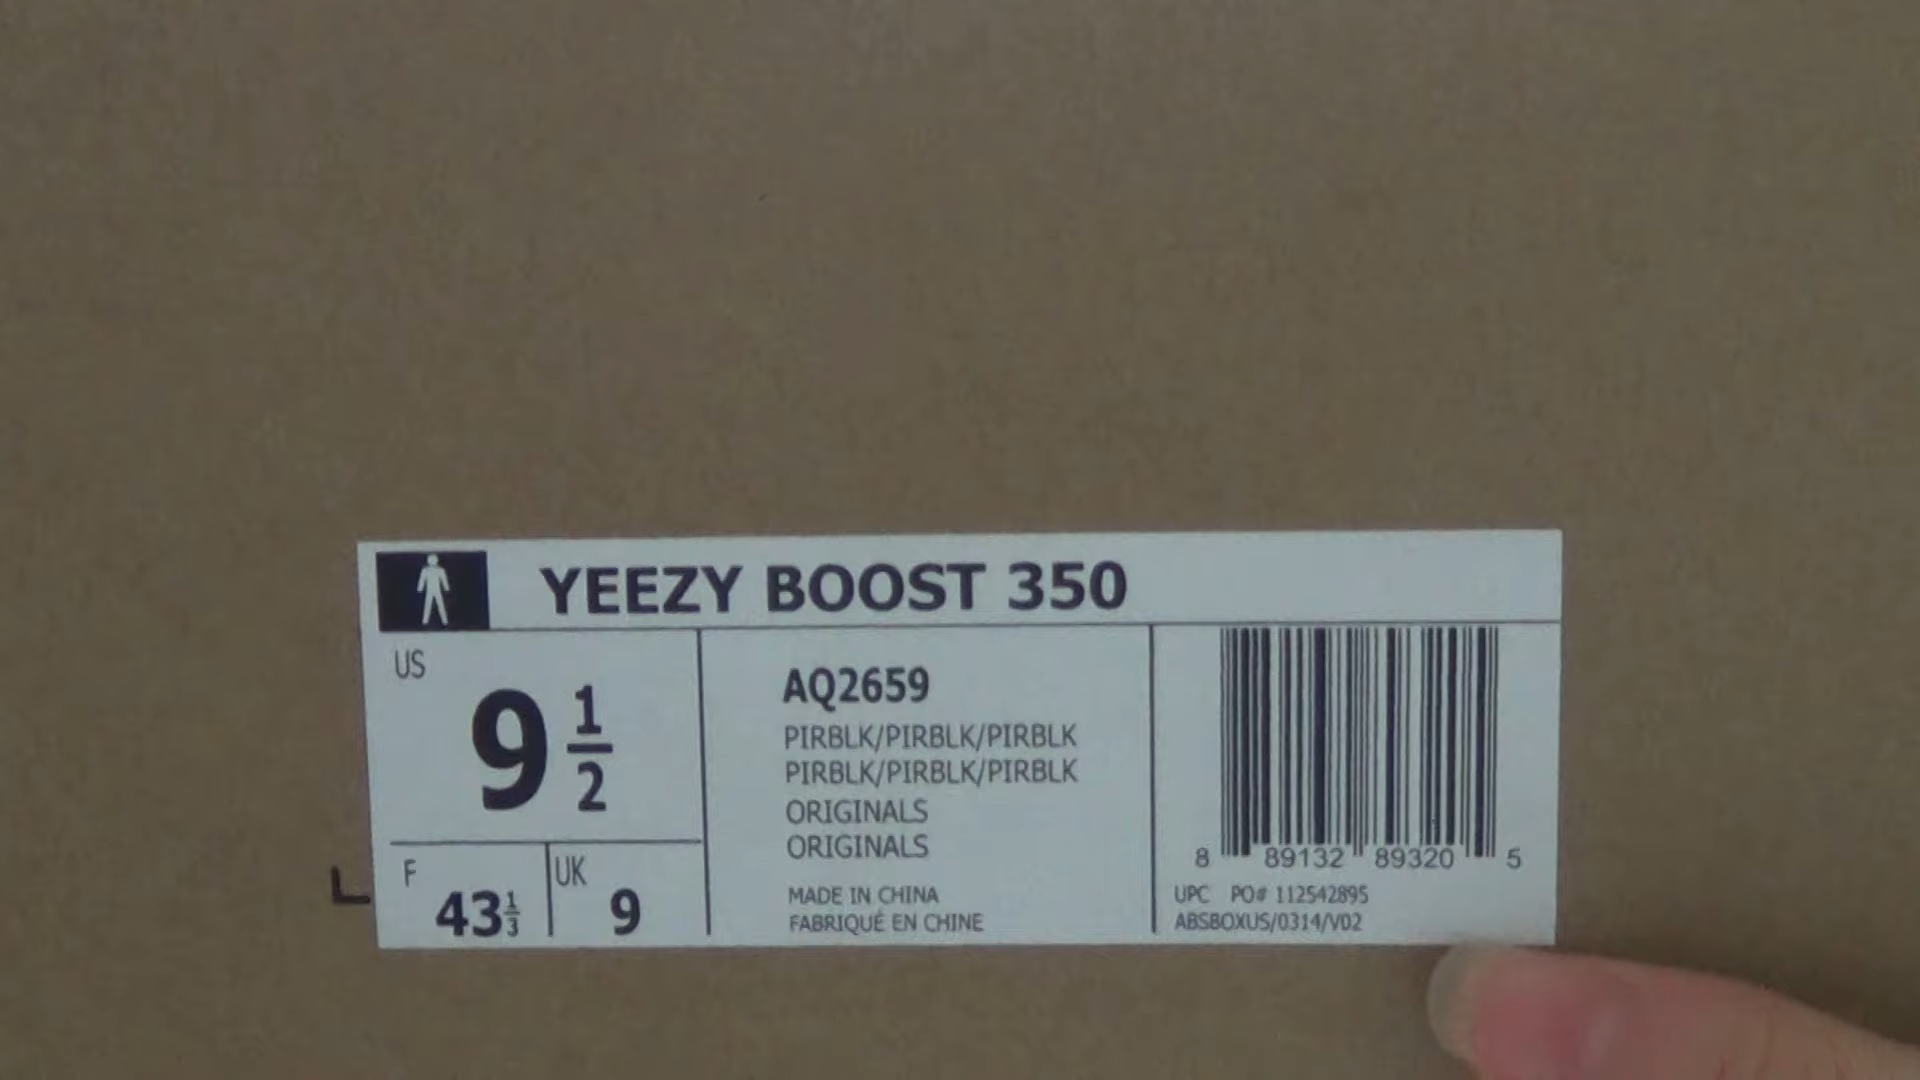 YEEZY BOOST 350
US
9 1/2
F
43 1/3
UK
9
AQ2659
PIRBLK/PIRBLK/PIRBLK
PIRBLK/PIRBLK/PIRBLK
ORIGINALS
ORIGINALS
MADE IN CHINA
FABRIQUÉ EN CHINE
8 89132 89320 5
UPC PO# 112542895
ABSBOXUS/0314/V02